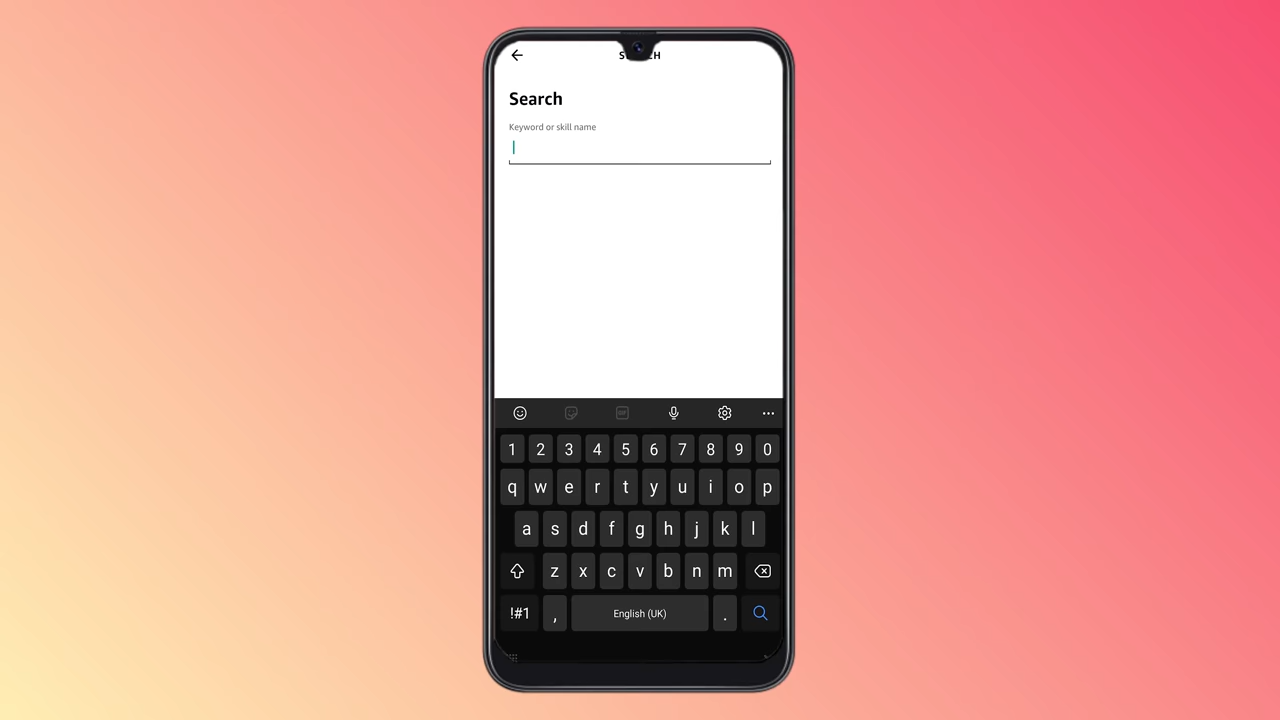 Search
Keyword or skill name
1 2 3 4 5 6 7 8 9 0
q w e r t y u i o p
a s d f g h j k l
z x c v b n m
!#1 , English (UK) .